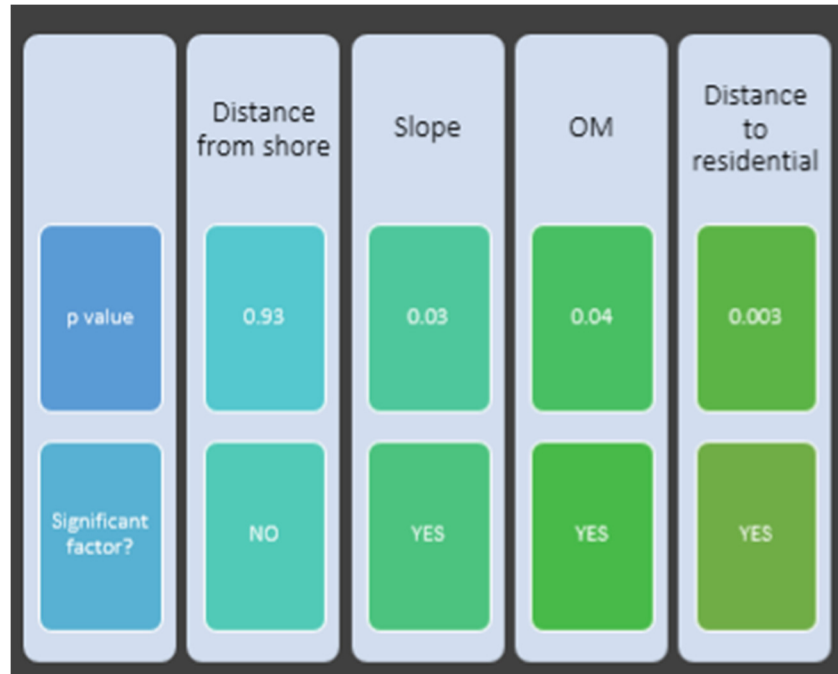 Distance
from shore
Slope
OM
Distance
to
residential
p value
0.93
0.03
0.04
0.003
Significant
factor?
NO
YES
YES
YES